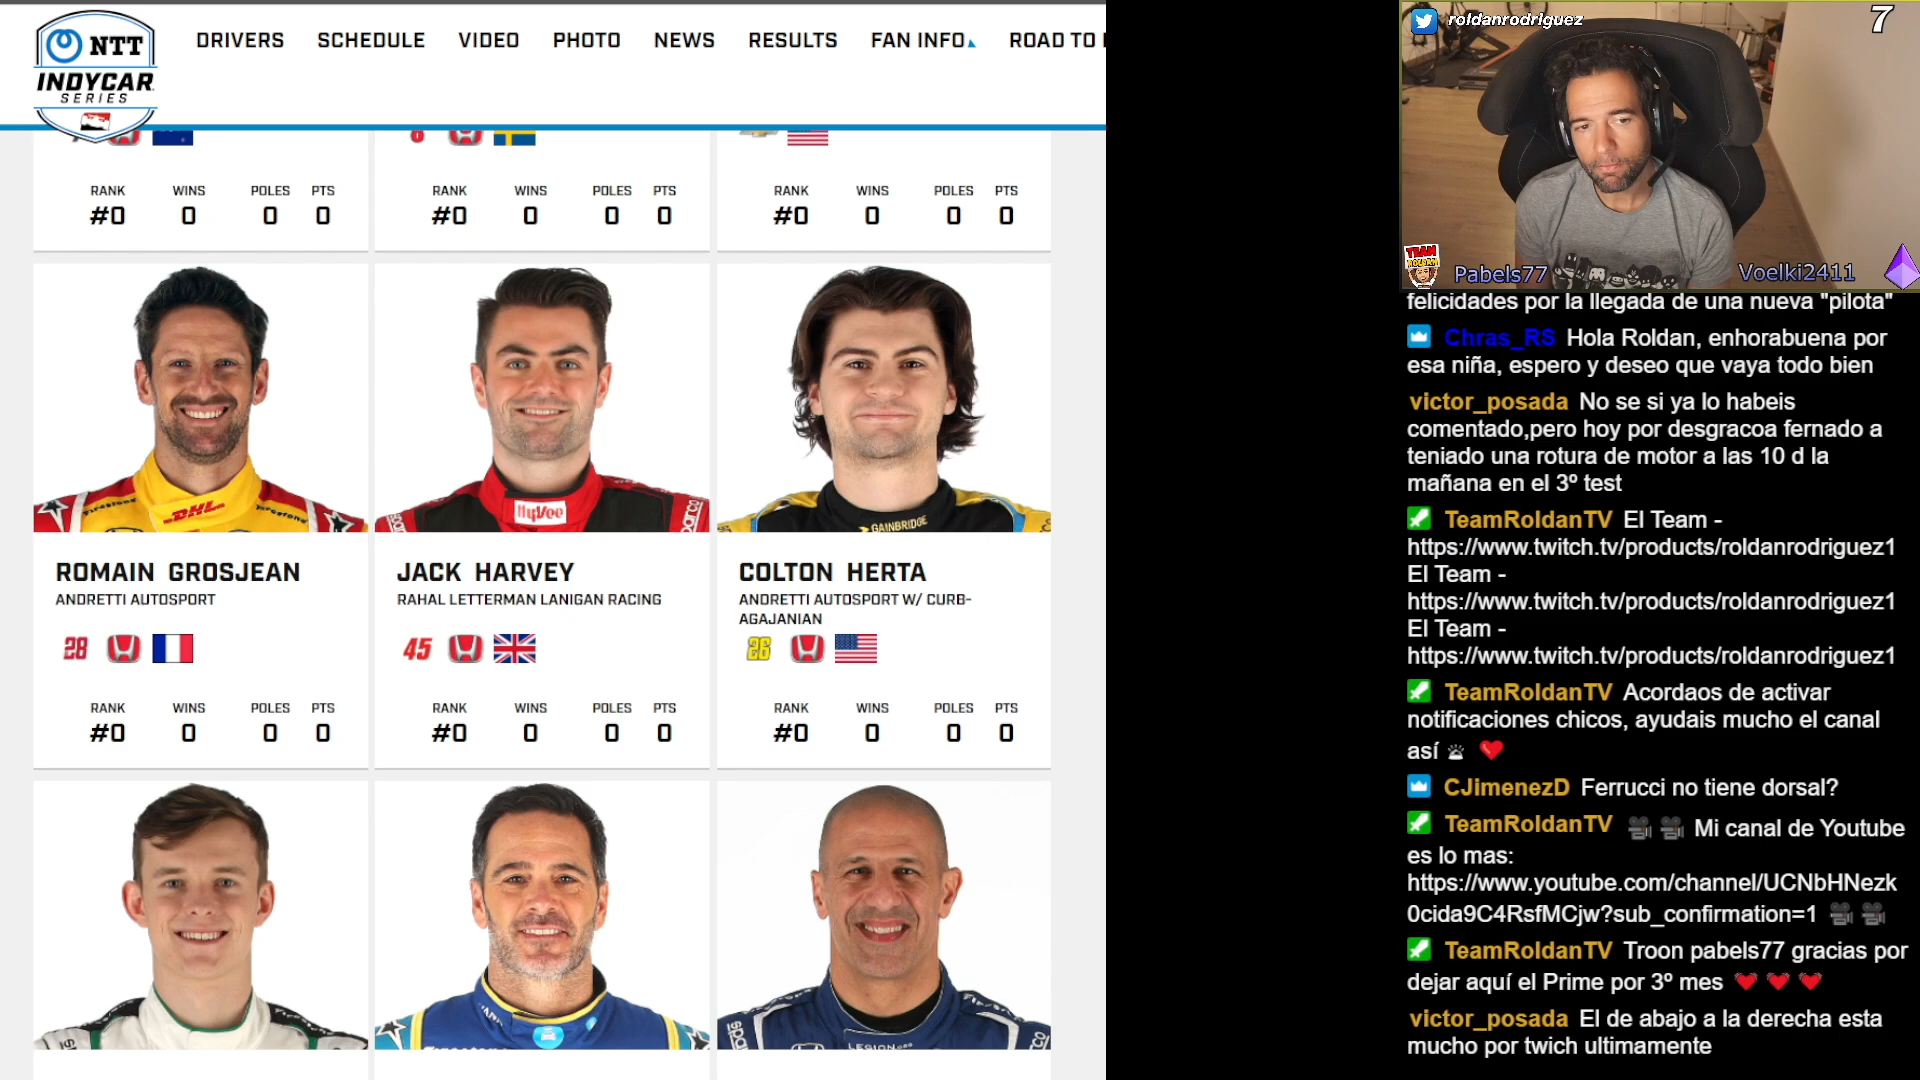 NTT
INDYCAR
SERIES
DRIVERS SCHEDULE VIDEO PHOTO NEWS RESULTS FAN INFO ROAD TO
RANK WINS POLES PTS
#0 0 0 0
RANK WINS POLES PTS
#0 0 0 0
RANK WINS POLES PTS
#0 0 0 0
Firestone DHL Firestone
HyVee
sparco
GAINBRIDGE
ROMAIN GROSJEAN
ANDRETTI AUTOSPORT
28
RANK WINS POLES PTS
#0 0 0 0
JACK HARVEY
RAHAL LETTERMAN LANIGAN RACING
45
RANK WINS POLES PTS
#0 0 0 0
COLTON HERTA
ANDRETTI AUTOSPORT W/ CURB-
AGAJANIAN
26
RANK WINS POLES PTS
#0 0 0 0
LEGION.ORG
roldanrodriguez
7
TEAM
ROLDAN
Pabels77
Voelki2411
felicidades por la llegada de una nueva "pilota"
Chras_RS Hola Roldan, enhorabuena por
esa niña, espero y deseo que vaya todo bien
victor_posada No se si ya lo habeis
comentado,pero hoy por desgracoa fernado a
teniado una rotura de motor a las 10 d la
mañana en el 3º test
TeamRoldanTV El Team -
https://www.twitch.tv/products/roldanrodriguez1
El Team -
https://www.twitch.tv/products/roldanrodriguez1
El Team -
https://www.twitch.tv/products/roldanrodriguez1
TeamRoldanTV Acordaos de activar
notificaciones chicos, ayudais mucho el canal
así 🚨 ❤️
CJimenezD Ferrucci no tiene dorsal?
TeamRoldanTV 🎥 🎥 Mi canal de Youtube
es lo mas:
https://www.youtube.com/channel/UCNbHNezk
0cida9C4RsfMCjw?sub_confirmation=1 🎥 🎥
TeamRoldanTV Troon pabels77 gracias por
dejar aquí el Prime por 3º mes ❤️ ❤️ ❤️
victor_posada El de abajo a la derecha esta
mucho por twich ultimamente